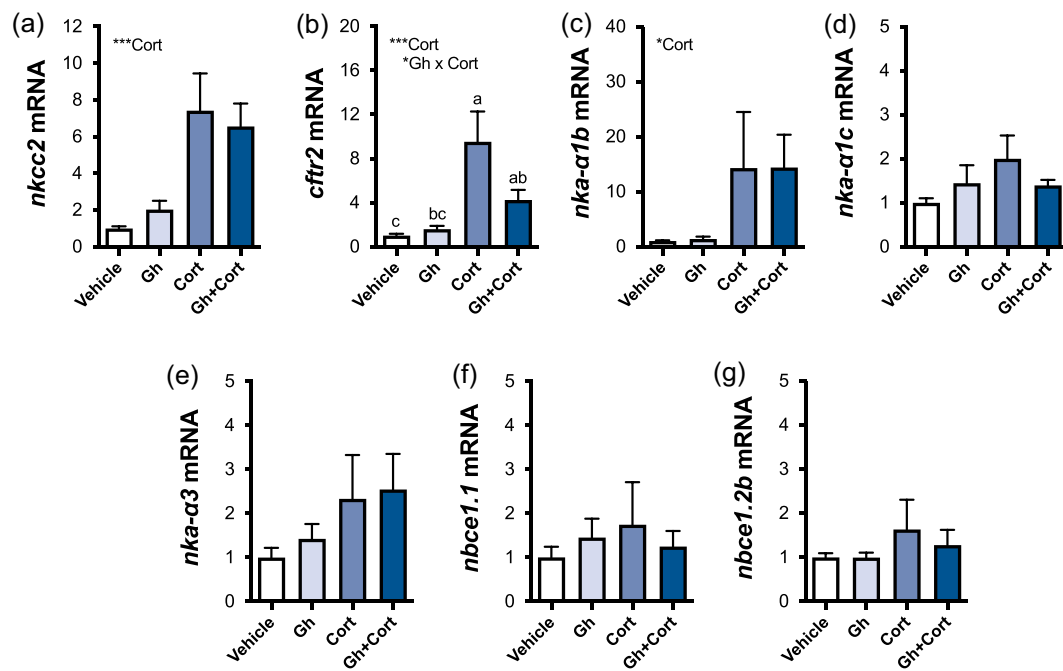 (a)
nkcc2 mRNA
12
10
8
6
4
2
0
***Cort
Vehicle
Gh
Cort
Gh+Cort
(b)
cftr2 mRNA
20
16
12
8
4
0
***Cort
*Gh x Cort
c
bc
a
ab
Vehicle
Gh
Cort
Gh+Cort
(c)
nka-α1b mRNA
40
30
20
10
0
*Cort
Vehicle
Gh
Cort
Gh+Cort
(d)
nka-α1c mRNA
5
4
3
2
1
0
Vehicle
Gh
Cort
Gh+Cort
(e)
nka-α3 mRNA
5
4
3
2
1
0
Vehicle
Gh
Cort
Gh+Cort
(f)
nbce1.1 mRNA
5
4
3
2
1
0
Vehicle
Gh
Cort
Gh+Cort
(g)
nbce1.2b mRNA
5
4
3
2
1
0
Vehicle
Gh
Cort
Gh+Cort